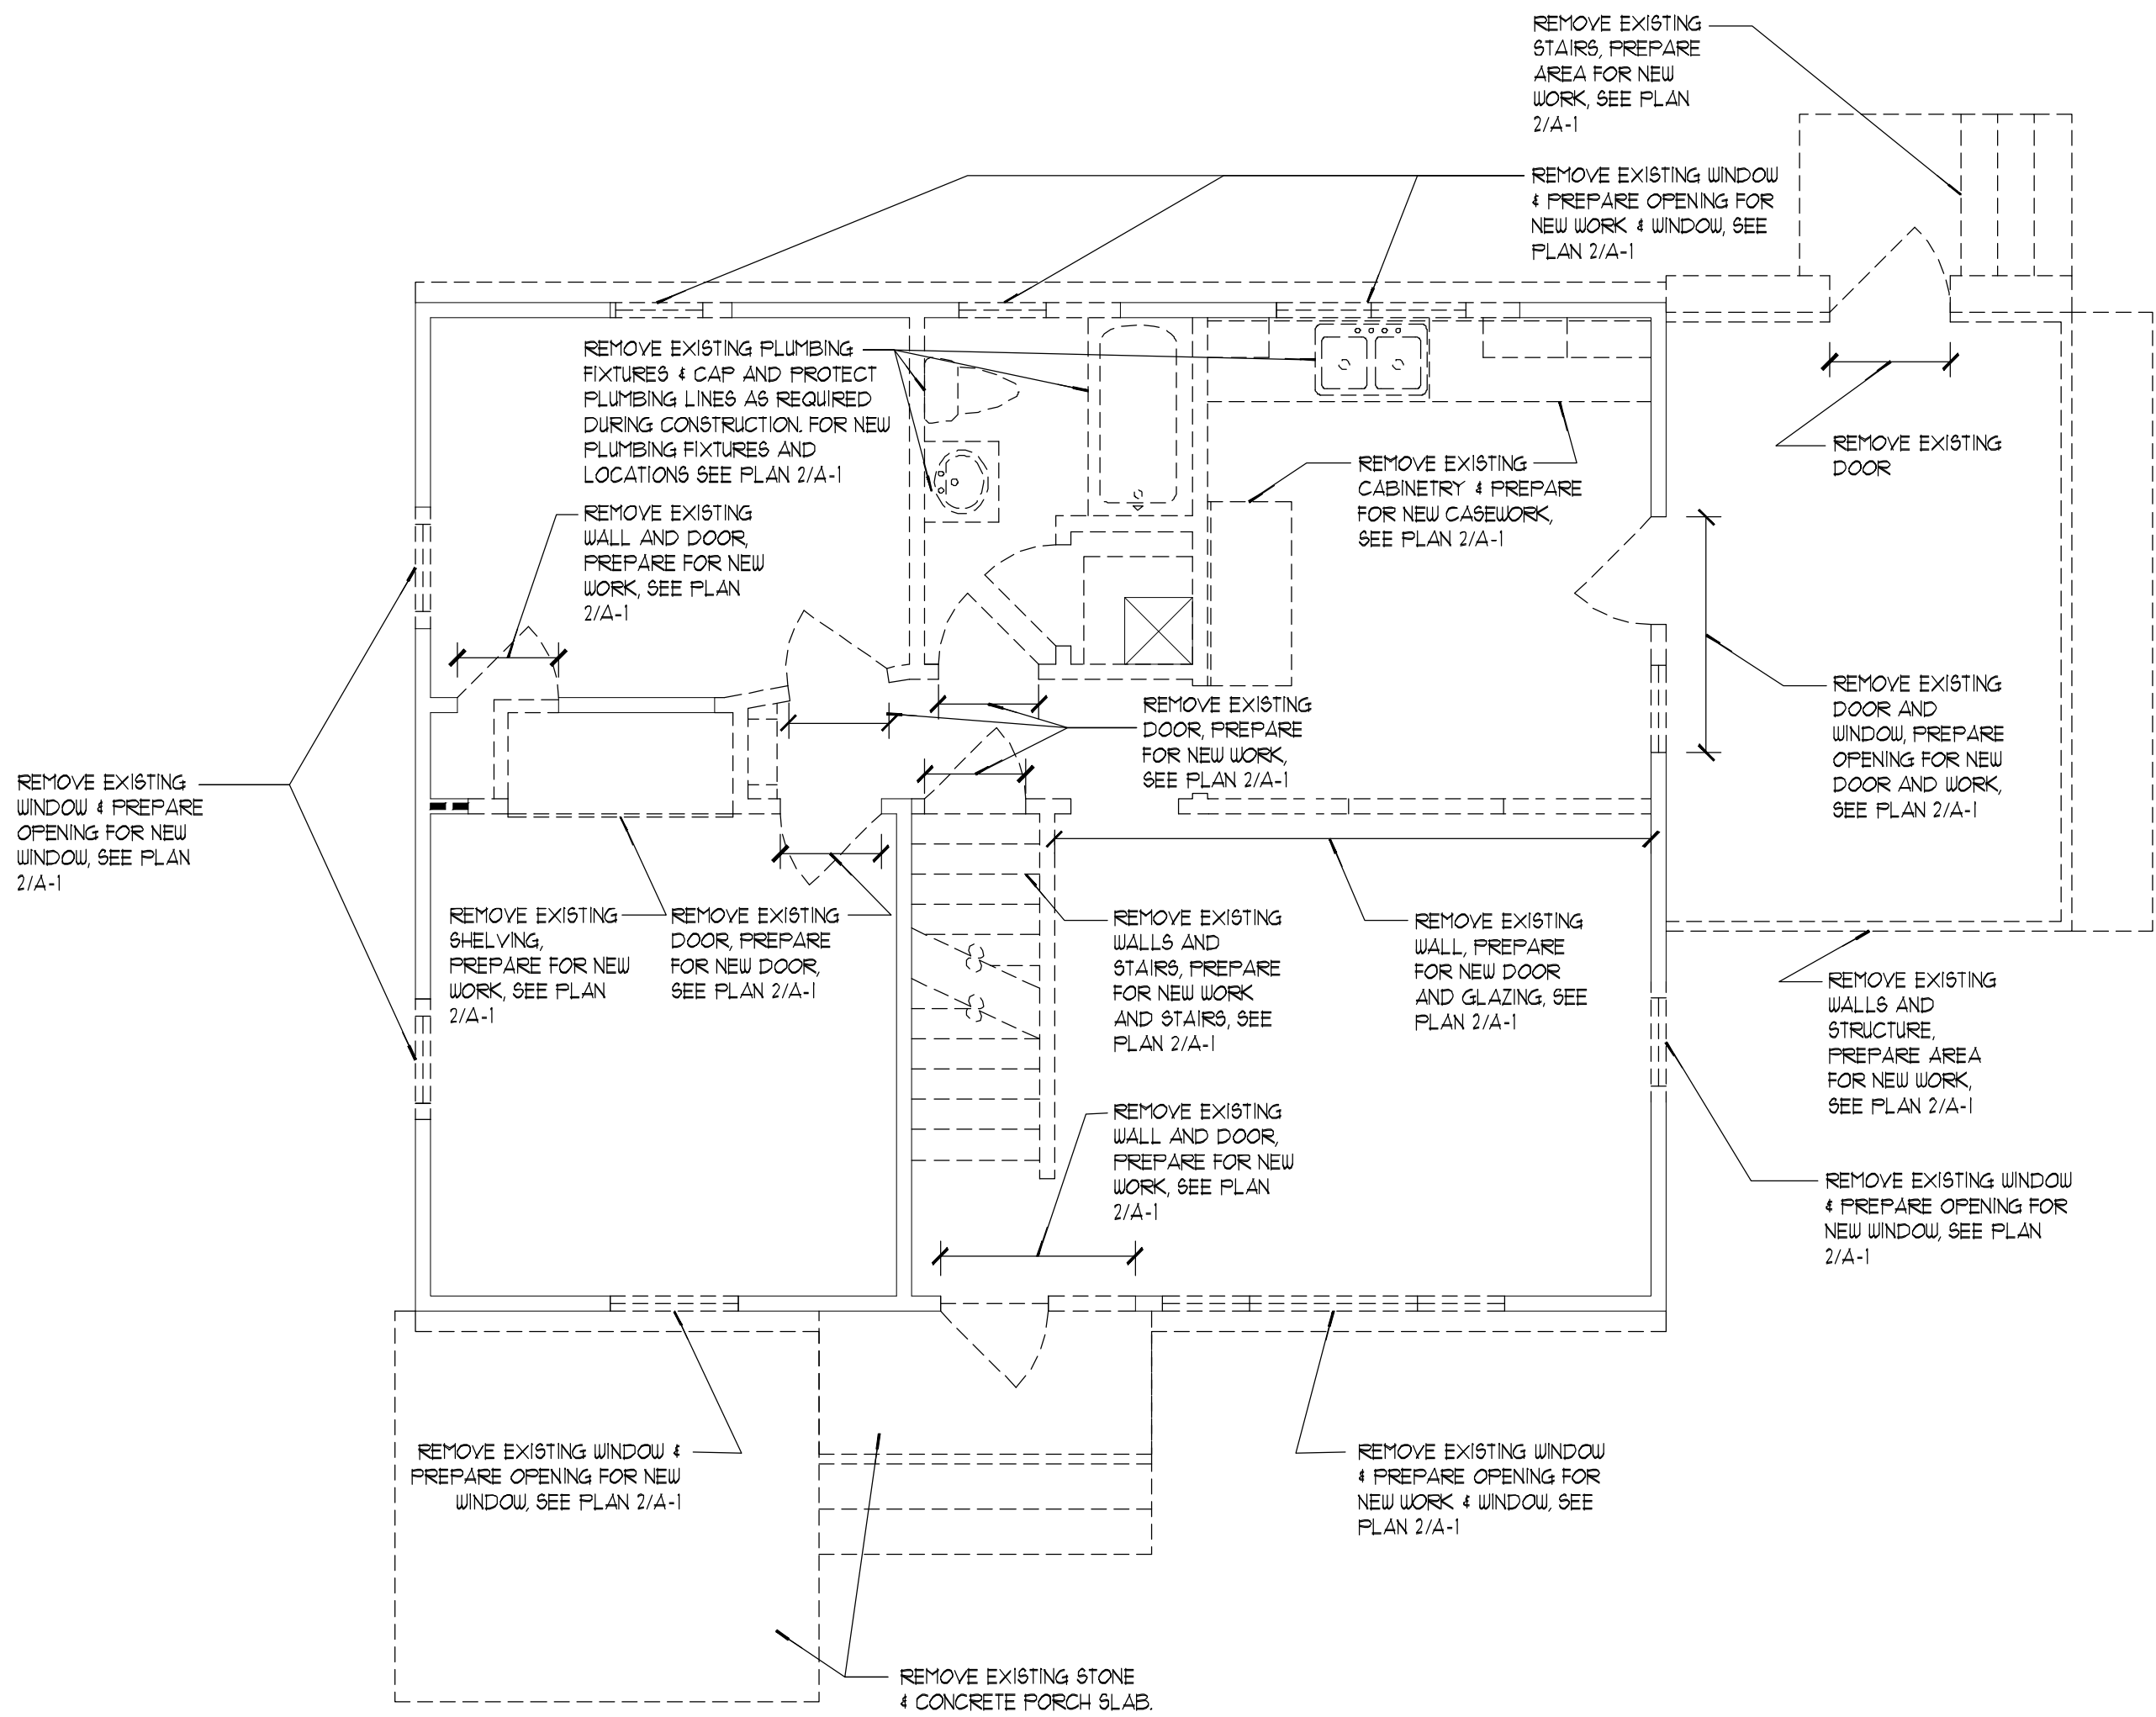 REMOVE EXISTING
STAIRS, PREPARE
AREA FOR NEW
WORK, SEE PLAN
2/A-1
REMOVE EXISTING WINDOW
& PREPARE OPENING FOR
NEW WORK & WINDOW, SEE
PLAN 2/A-1
REMOVE EXISTING PLUMBING
FIXTURES & CAP AND PROTECT
PLUMBING LINES AS REQUIRED
DURING CONSTRUCTION. FOR NEW
PLUMBING FIXTURES AND
LOCATIONS SEE PLAN 2/A-1
REMOVE EXISTING
DOOR
REMOVE EXISTING
CABINETRY & PREPARE
FOR NEW CASEWORK,
SEE PLAN 2/A-1
REMOVE EXISTING
WALL AND DOOR,
PREPARE FOR NEW
WORK, SEE PLAN
2/A-1
REMOVE EXISTING
DOOR AND
WINDOW, PREPARE
OPENING FOR NEW
DOOR AND WORK,
SEE PLAN 2/A-1
REMOVE EXISTING
DOOR, PREPARE
FOR NEW WORK,
SEE PLAN 2/A-1
REMOVE EXISTING
WINDOW & PREPARE
OPENING FOR NEW
WINDOW, SEE PLAN
2/A-1
REMOVE EXISTING
SHELVING,
PREPARE FOR NEW
WORK, SEE PLAN
2/A-1
REMOVE EXISTING
DOOR, PREPARE
FOR NEW DOOR,
SEE PLAN 2/A-1
REMOVE EXISTING
WALLS AND
STAIRS, PREPARE
FOR NEW WORK
AND STAIRS, SEE
PLAN 2/A-1
REMOVE EXISTING
WALL, PREPARE
FOR NEW DOOR
AND GLAZING, SEE
PLAN 2/A-1
REMOVE EXISTING
WALLS AND
STRUCTURE,
PREPARE AREA
FOR NEW WORK,
SEE PLAN 2/A-1
REMOVE EXISTING
WALL AND DOOR,
PREPARE FOR NEW
WORK, SEE PLAN
2/A-1
REMOVE EXISTING WINDOW
& PREPARE OPENING FOR
NEW WINDOW, SEE PLAN
2/A-1
REMOVE EXISTING WINDOW &
PREPARE OPENING FOR NEW
WINDOW, SEE PLAN 2/A-1
REMOVE EXISTING WINDOW
& PREPARE OPENING FOR
NEW WORK & WINDOW, SEE
PLAN 2/A-1
REMOVE EXISTING STONE
& CONCRETE PORCH SLAB.